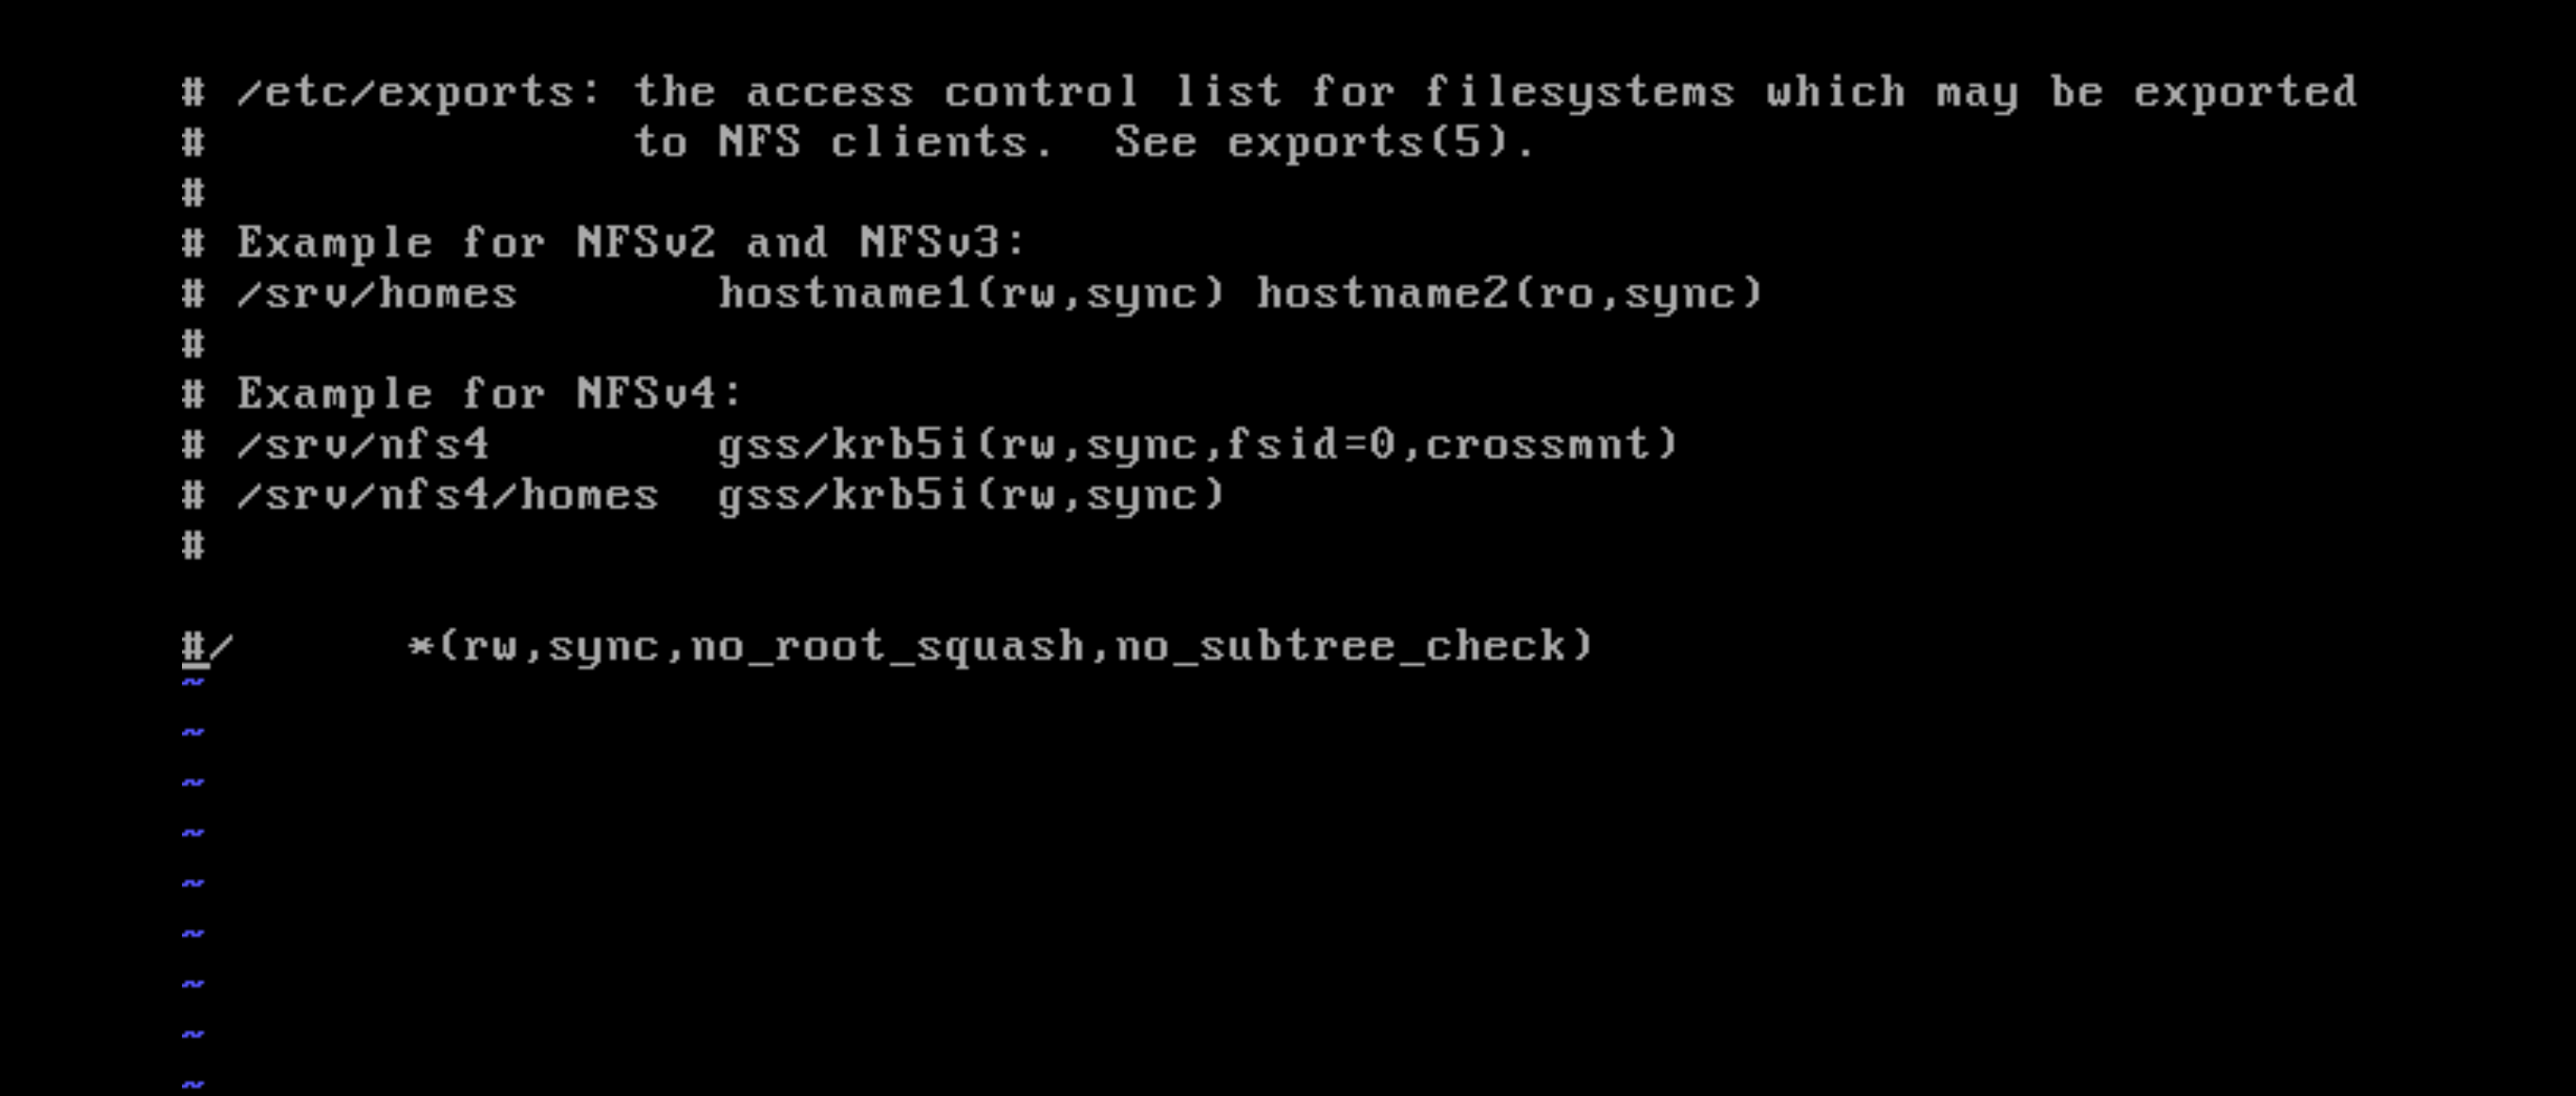 # /etc/exports: the access control list for filesystems which may be exported
#               to NFS clients.  See exports(5).
#
# Example for NFSv2 and NFSv3:
# /srv/homes       hostname1(rw,sync) hostname2(ro,sync)
#
# Example for NFSv4:
# /srv/nfs4        gss/krb5i(rw,sync,fsid=0,crossmnt)
# /srv/nfs4/homes  gss/krb5i(rw,sync)
#

#/      *(rw,sync,no_root_squash,no_subtree_check)
~
~
~
~
~
~
~
~
~